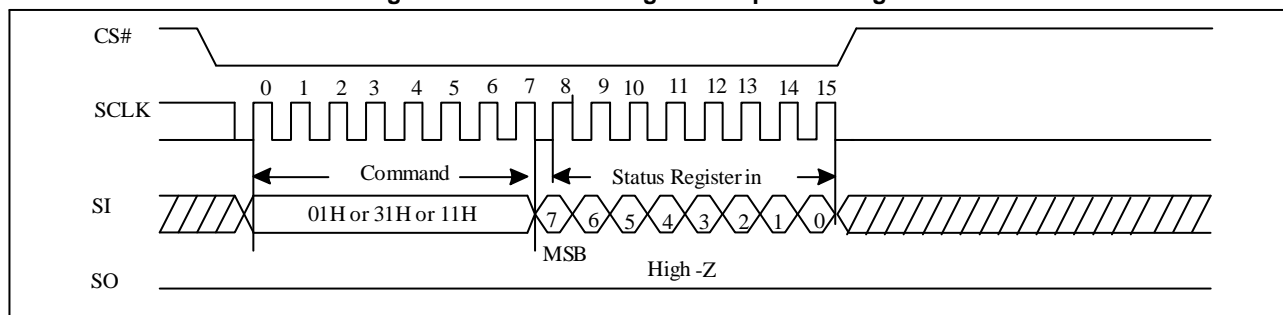 CS#
0 1 2 3 4 5 6 7 8 9 10 11 12 13 14 15
SCLK
Command
Status Register in
SI
01H or 31H or 11H
7 6 5 4 3 2 1 0
MSB
High -Z
SO